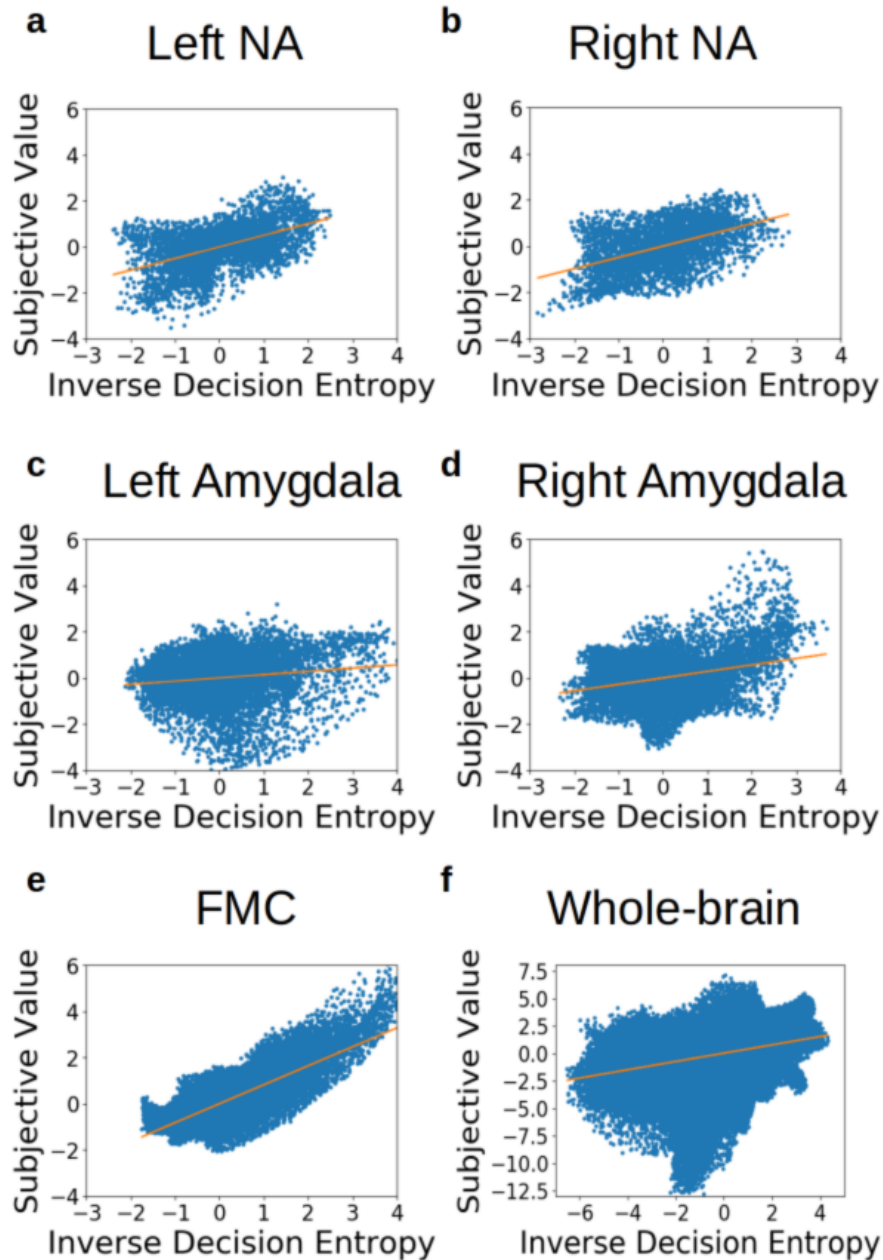 a
Left NA
Subjective Value
6
4
2
0
−2
−4
−3 −2 −1 0 1 2 3 4
Inverse Decision Entropy
b
Right NA
Subjective Value
6
4
2
0
−2
−4
−3 −2 −1 0 1 2 3 4
Inverse Decision Entropy
c
Left Amygdala
Subjective Value
6
4
2
0
−2
−4
−3 −2 −1 0 1 2 3 4
Inverse Decision Entropy
d
Right Amygdala
Subjective Value
6
4
2
0
−2
−4
−3 −2 −1 0 1 2 3 4
Inverse Decision Entropy
e
FMC
Subjective Value
6
4
2
0
−2
−4
−3 −2 −1 0 1 2 3 4
Inverse Decision Entropy
f
Whole-brain
Subjective Value
7.5
5.0
2.5
0.0
−2.5
−5.0
−7.5
−10.0
−12.5
−6 −4 −2 0 2 4
Inverse Decision Entropy